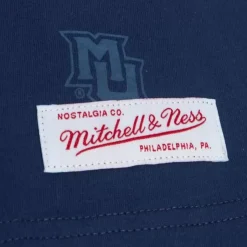 MU
NOSTALGIA CO.
Mitchell & Ness
PHILADELPHIA, PA.